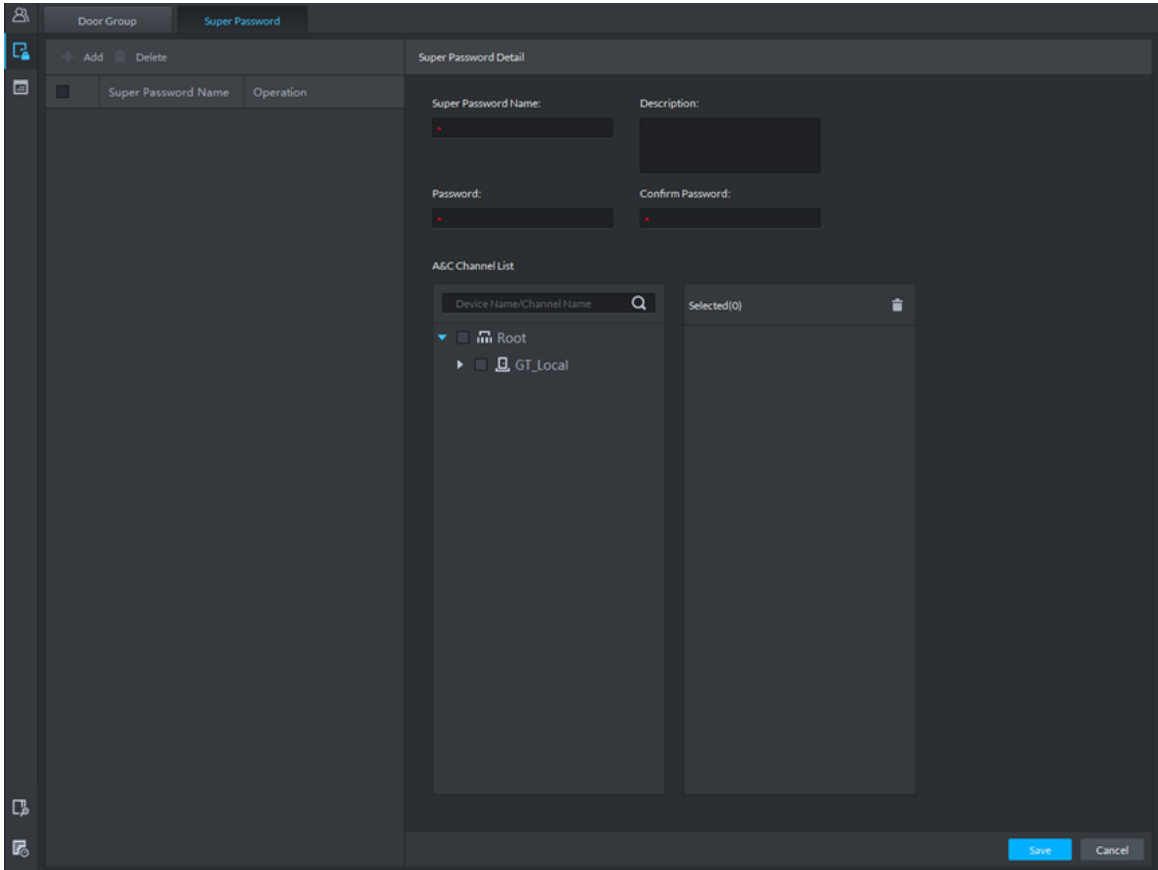 Door Group
Super Password
Add
Delete
Super Password Name
Operation
Super Password Detail
Super Password Name:
Description:
Password:
Confirm Password:
A&C Channel List
Device Name/Channel Name
Selected(0)
Root
GT_Local
Save
Cancel